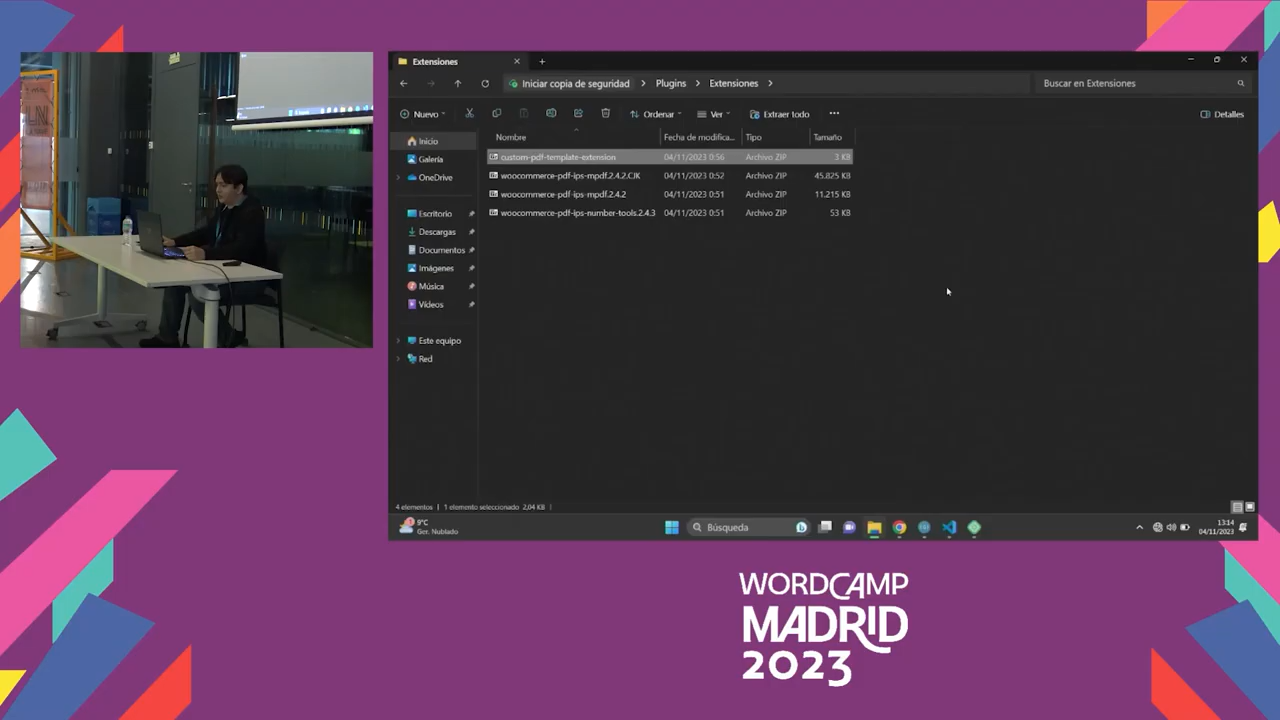 Extensiones
Iniciar copia de seguridad > Plugins > Extensiones >
Buscar en Extensiones
Nuevo
Ordenar
Ver
Extraer todo
Detalles
Nombre Fecha de modifica... Tipo Tamaño
custom-pdf-template-extension 04/11/2023 0:56 Archivo ZIP 3 KB
woocommerce-pdf-ips-mpdf.2.4.2.CJK 04/11/2023 0:52 Archivo ZIP 45.825 KB
woocommerce-pdf-ips-mpdf.2.4.2 04/11/2023 0:51 Archivo ZIP 11.215 KB
woocommerce-pdf-ips-number-tools.2.4.3 04/11/2023 0:51 Archivo ZIP 53 KB
Inicio
Galería
OneDrive
Escritorio
Descargas
Documentos
Imágenes
Música
Vídeos
Este equipo
Red
4 elementos | 1 elemento seleccionado 2,04 KB |
9°C
Ger. Nublado
Búsqueda
13:14
04/11/2023
WORDCAMP
MADRID
2023